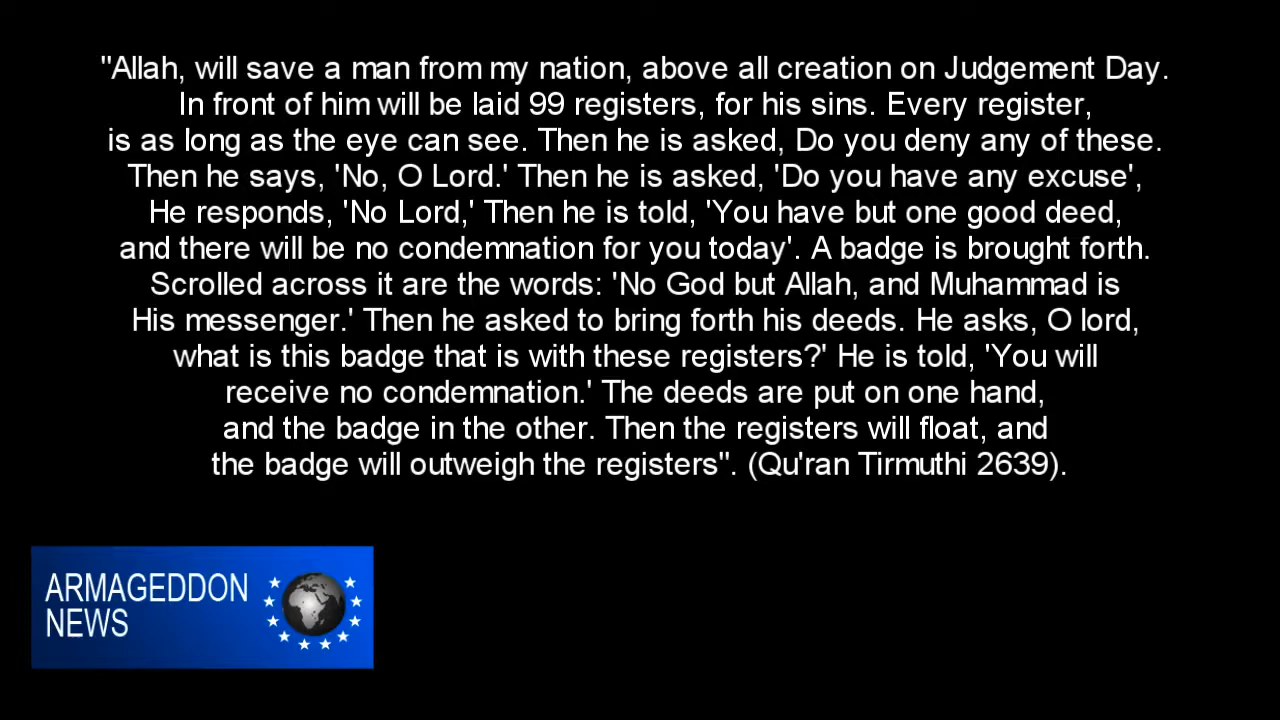 "Allah, will save a man from my nation, above all creation on Judgement Day.
In front of him will be laid 99 registers, for his sins. Every register,
is as long as the eye can see. Then he is asked, Do you deny any of these.
Then he says, 'No, O Lord.' Then he is asked, 'Do you have any excuse',
He responds, 'No Lord,' Then he is told, 'You have but one good deed,
and there will be no condemnation for you today'. A badge is brought forth.
Scrolled across it are the words: 'No God but Allah, and Muhammad is
His messenger.' Then he asked to bring forth his deeds. He asks, O lord,
what is this badge that is with these registers?' He is told, 'You will
receive no condemnation.' The deeds are put on one hand,
and the badge in the other. Then the registers will float, and
the badge will outweigh the registers". (Qu'ran Tirmuthi 2639).
ARMAGEDDON
NEWS